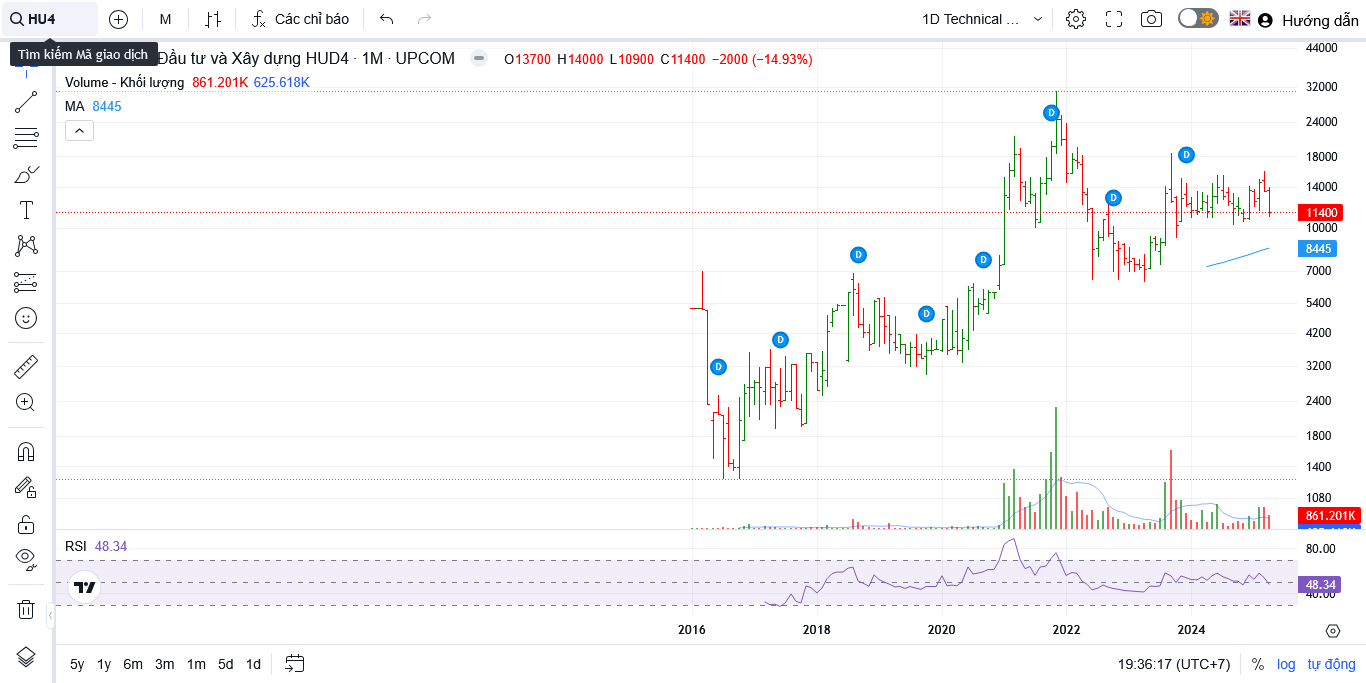 HU4
M
Các chỉ báo
1D Technical ...
Hướng dẫn
Tìm kiếm Mã giao dịch
Đầu tư và Xây dựng HUD4 · 1M · UPCOM
O13700 H14000 L10900 C11400 −2000 (−14.93%)
Volume - Khối lượng 861.201K 625.618K
MA 8445
44000
32000
24000
18000
14000
11400
10000
8445
7000
5400
4200
3200
2400
1800
1400
1080
861.201K
D
D
D
D
D
D
D
D
RSI 48.34
80.00
48.34
40.00
2016
2018
2020
2022
2024
5y 1y 6m 3m 1m 5d 1d
19:36:17 (UTC+7)
% log tự động